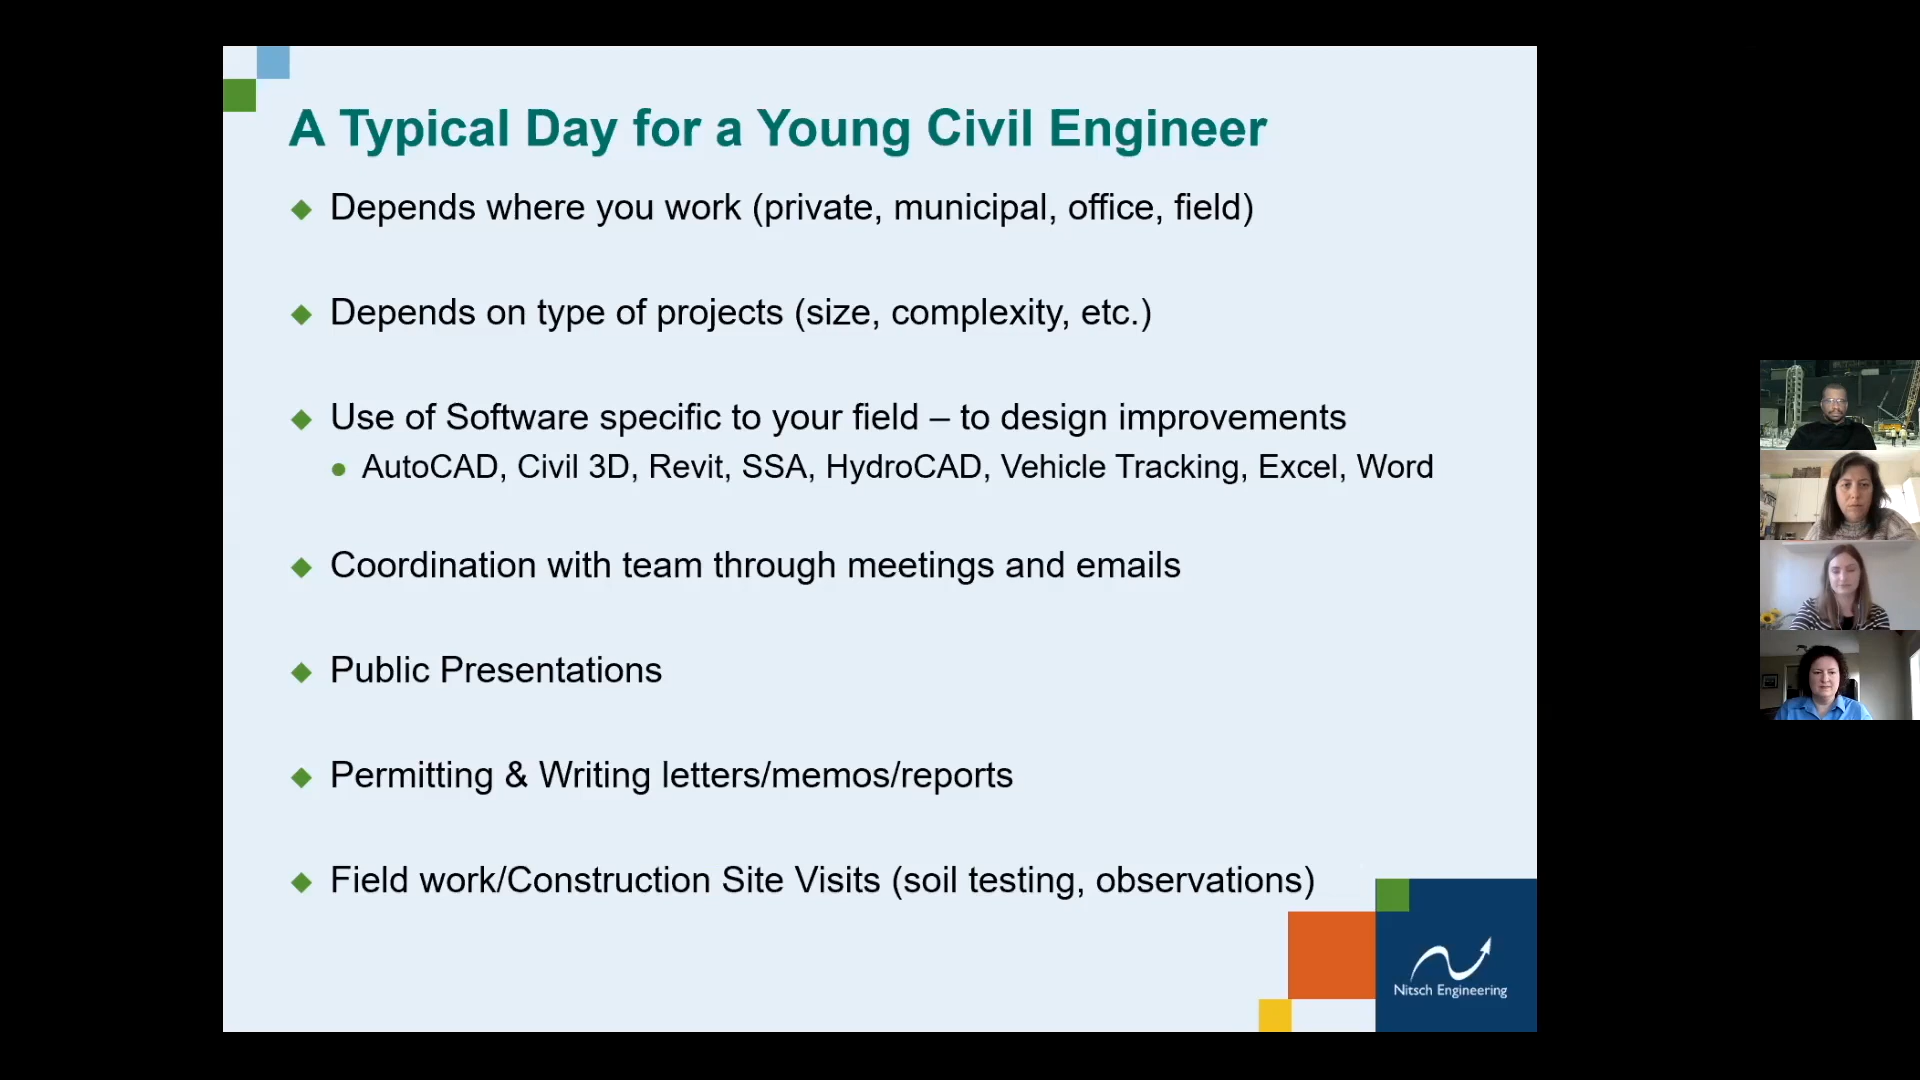 A Typical Day for a Young Civil Engineer
Depends where you work (private, municipal, office, field)
Depends on type of projects (size, complexity, etc.)
Use of Software specific to your field – to design improvements
AutoCAD, Civil 3D, Revit, SSA, HydroCAD, Vehicle Tracking, Excel, Word
Coordination with team through meetings and emails
Public Presentations
Permitting & Writing letters/memos/reports
Field work/Construction Site Visits (soil testing, observations)
Nitsch Engineering